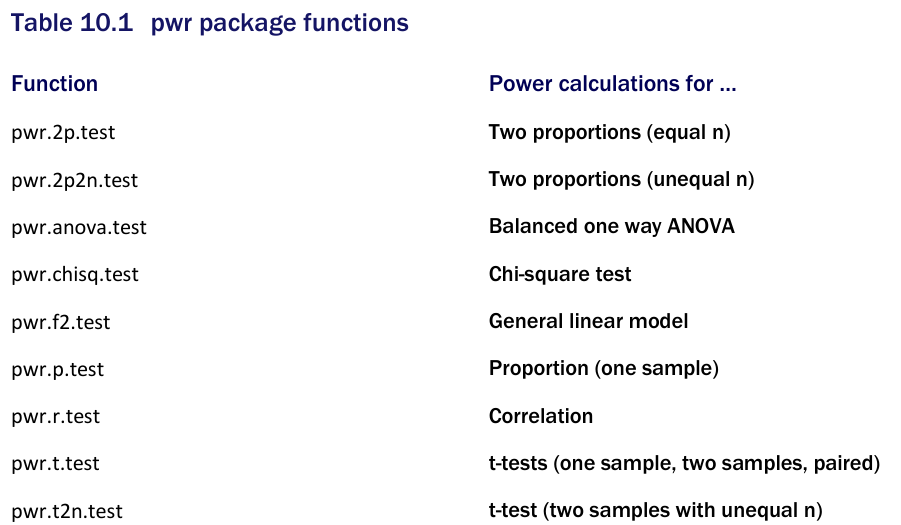 Table 10.1 pwr package functions
Function Power calculations for ...
pwr.2p.test Two proportions (equal n)
pwr.2p2n.test Two proportions (unequal n)
pwr.anova.test Balanced one way ANOVA
pwr.chisq.test Chi-square test
pwr.f2.test General linear model
pwr.p.test Proportion (one sample)
pwr.r.test Correlation
pwr.t.test t-tests (one sample, two samples, paired)
pwr.t2n.test t-test (two samples with unequal n)